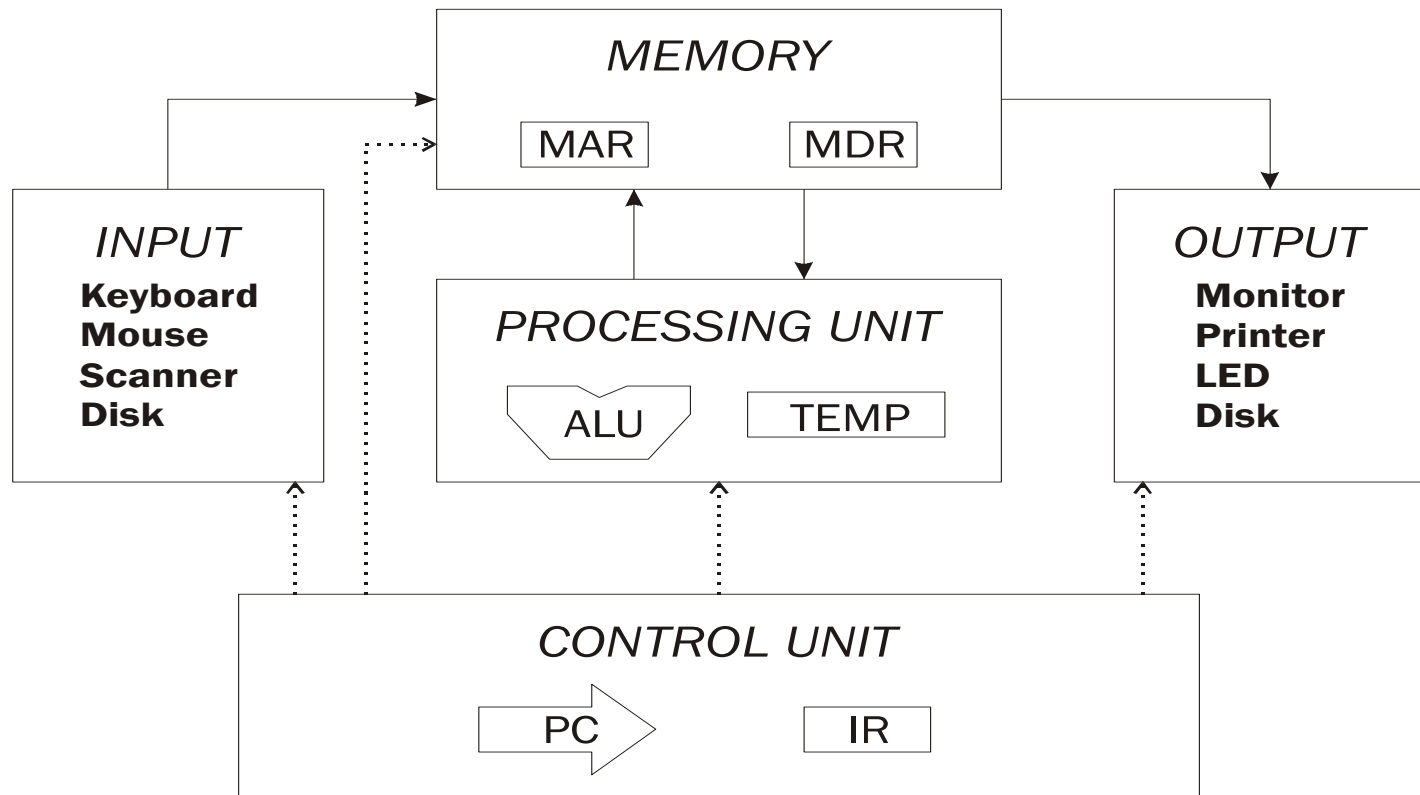 MEMORY
MAR
MDR
INPUT
Keyboard
Mouse
Scanner
Disk
PROCESSING UNIT
ALU
TEMP
OUTPUT
Monitor
Printer
LED
Disk
CONTROL UNIT
PC
IR